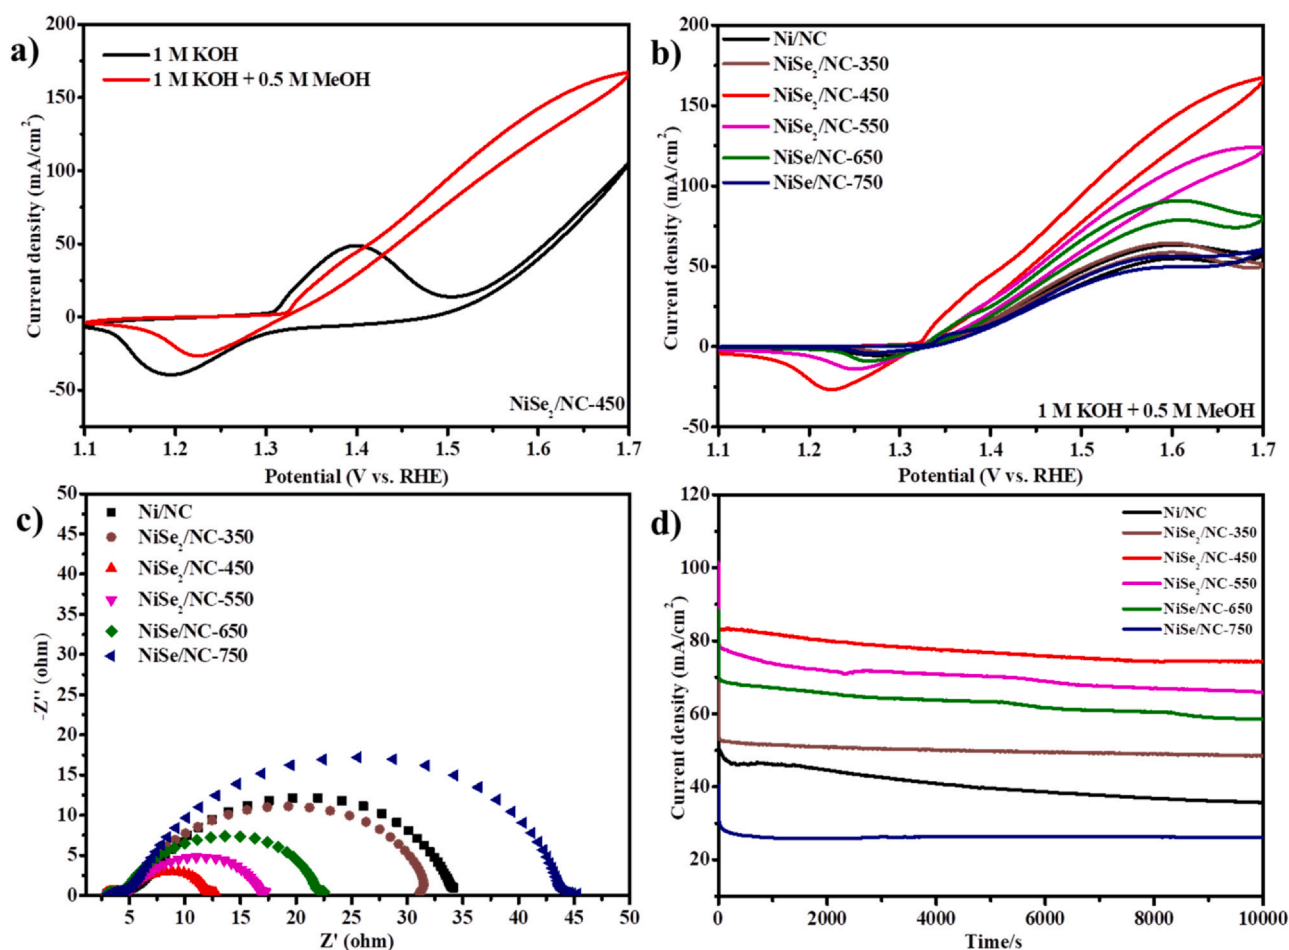 a)
1 M KOH
1 M KOH + 0.5 M MeOH
Current density (mA/cm²)
200
150
100
50
0
-50
NiSe₂/NC-450
1.1 1.2 1.3 1.4 1.5 1.6 1.7
Potential (V vs. RHE)
b)
Ni/NC
NiSe₂/NC-350
NiSe₂/NC-450
NiSe₂/NC-550
NiSe/NC-650
NiSe/NC-750
Current density (mA/cm²)
200
150
100
50
0
-50
1 M KOH + 0.5 M MeOH
1.1 1.2 1.3 1.4 1.5 1.6 1.7
Potential (V vs. RHE)
c)
Ni/NC
NiSe₂/NC-350
NiSe₂/NC-450
NiSe₂/NC-550
NiSe/NC-650
NiSe/NC-750
-Z'' (ohm)
50
45
40
35
30
25
20
15
10
5
0
0 5 10 15 20 25 30 35 40 45 50
Z' (ohm)
d)
Ni/NC
NiSe₂/NC-350
NiSe₂/NC-450
NiSe₂/NC-550
NiSe/NC-650
NiSe/NC-750
Current density (mA/cm²)
120
100
80
60
40
20
0 2000 4000 6000 8000 10000
Time/s